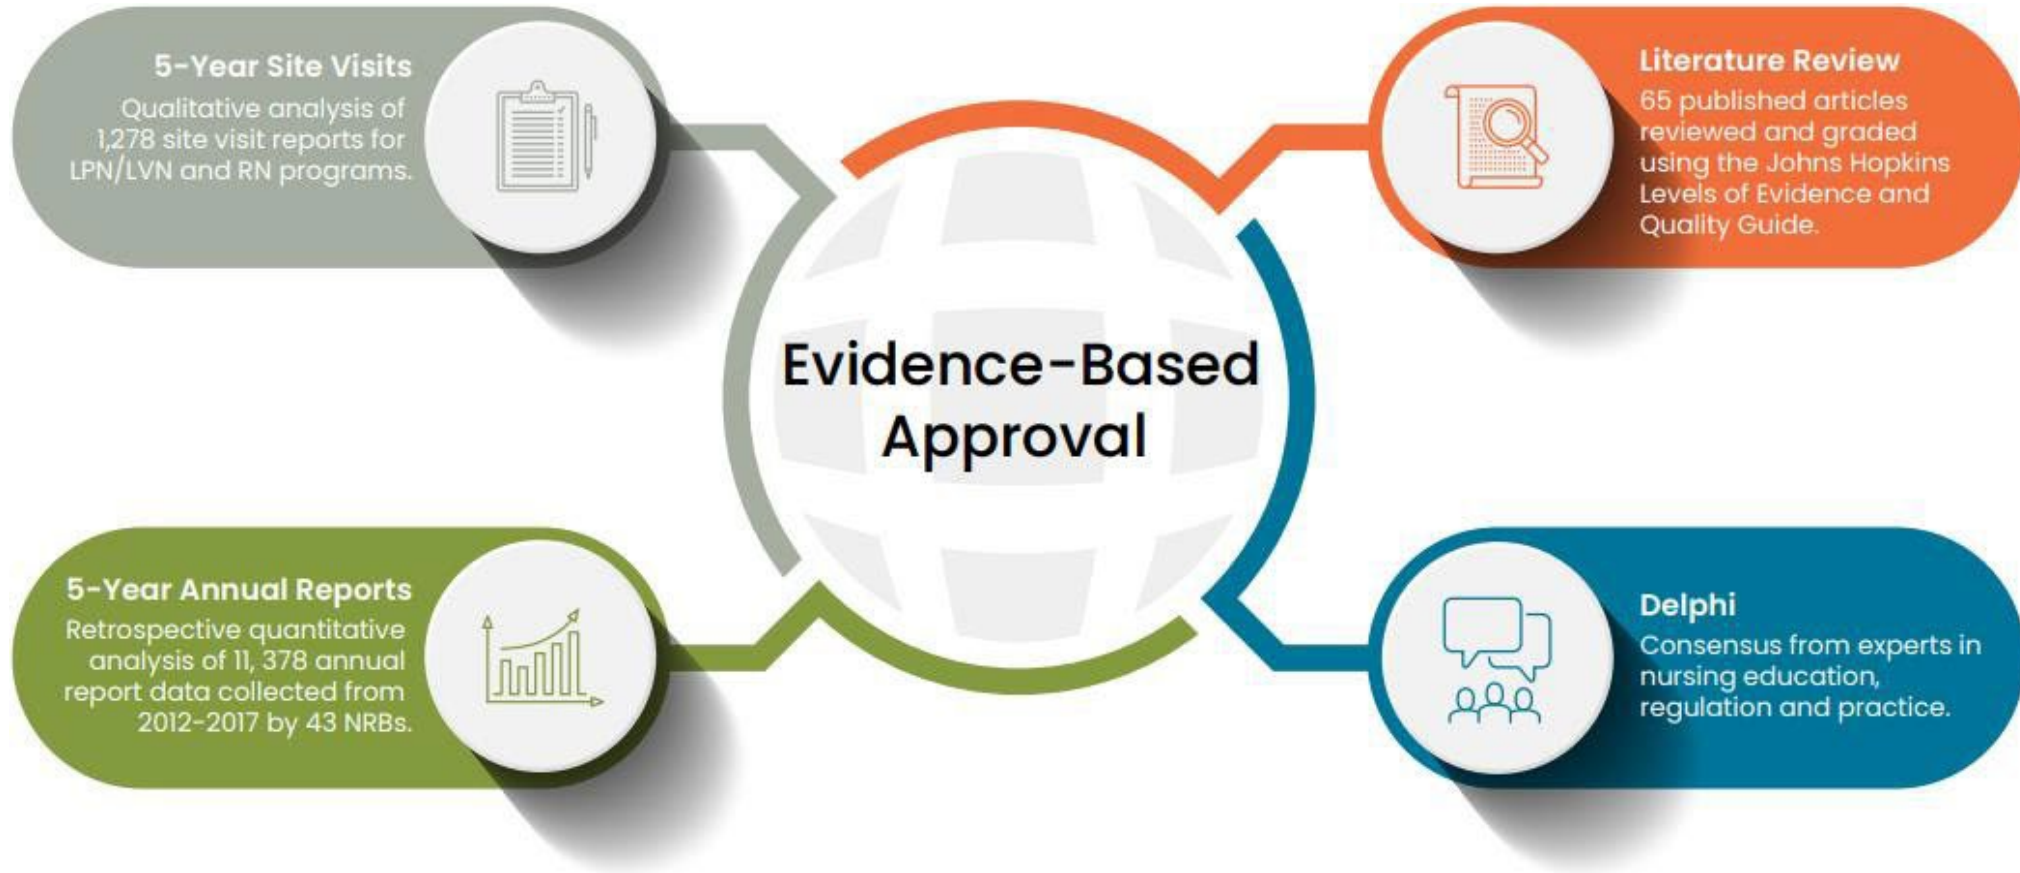 5-Year Site Visits
Qualitative analysis of
1,278 site visit reports for
LPN/LVN and RN programs.
Literature Review
65 published articles
reviewed and graded
using the Johns Hopkins
Levels of Evidence and
Quality Guide.
Evidence-Based
Approval
5-Year Annual Reports
Retrospective quantitative
analysis of 11, 378 annual
report data collected from
2012-2017 by 43 NRBs.
Delphi
Consensus from experts in
nursing education,
regulation and practice.